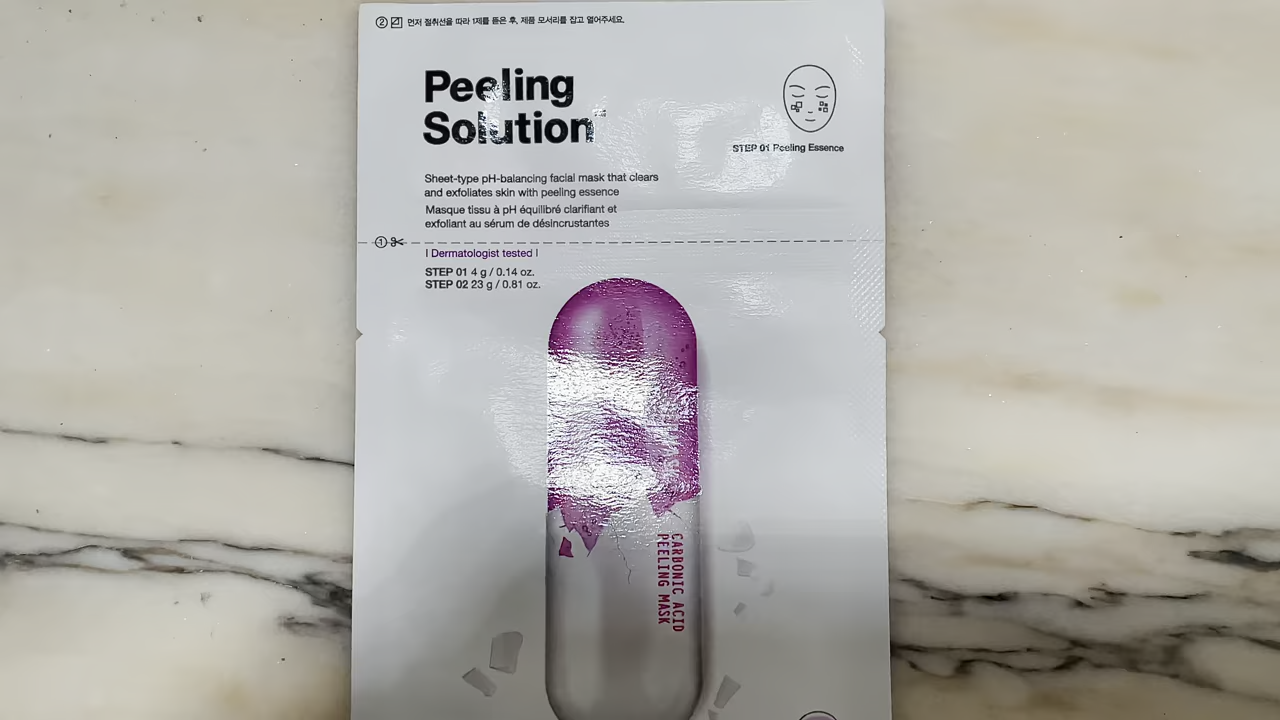 ② 먼저 절취선을 따라 1제를 뜯은 후, 제품 모서리를 잡고 열어주세요.
Peeling
Solution™
STEP 01 Peeling Essence
Sheet-type pH-balancing facial mask that clears
and exfoliates skin with peeling essence
Masque tissu à pH équilibré clarifiant et
exfoliant au sérum de désincrustantes
①
| Dermatologist tested |
STEP 01 4 g / 0.14 oz.
STEP 02 23 g / 0.81 oz.
CARBONIC ACID
PEELING MASK